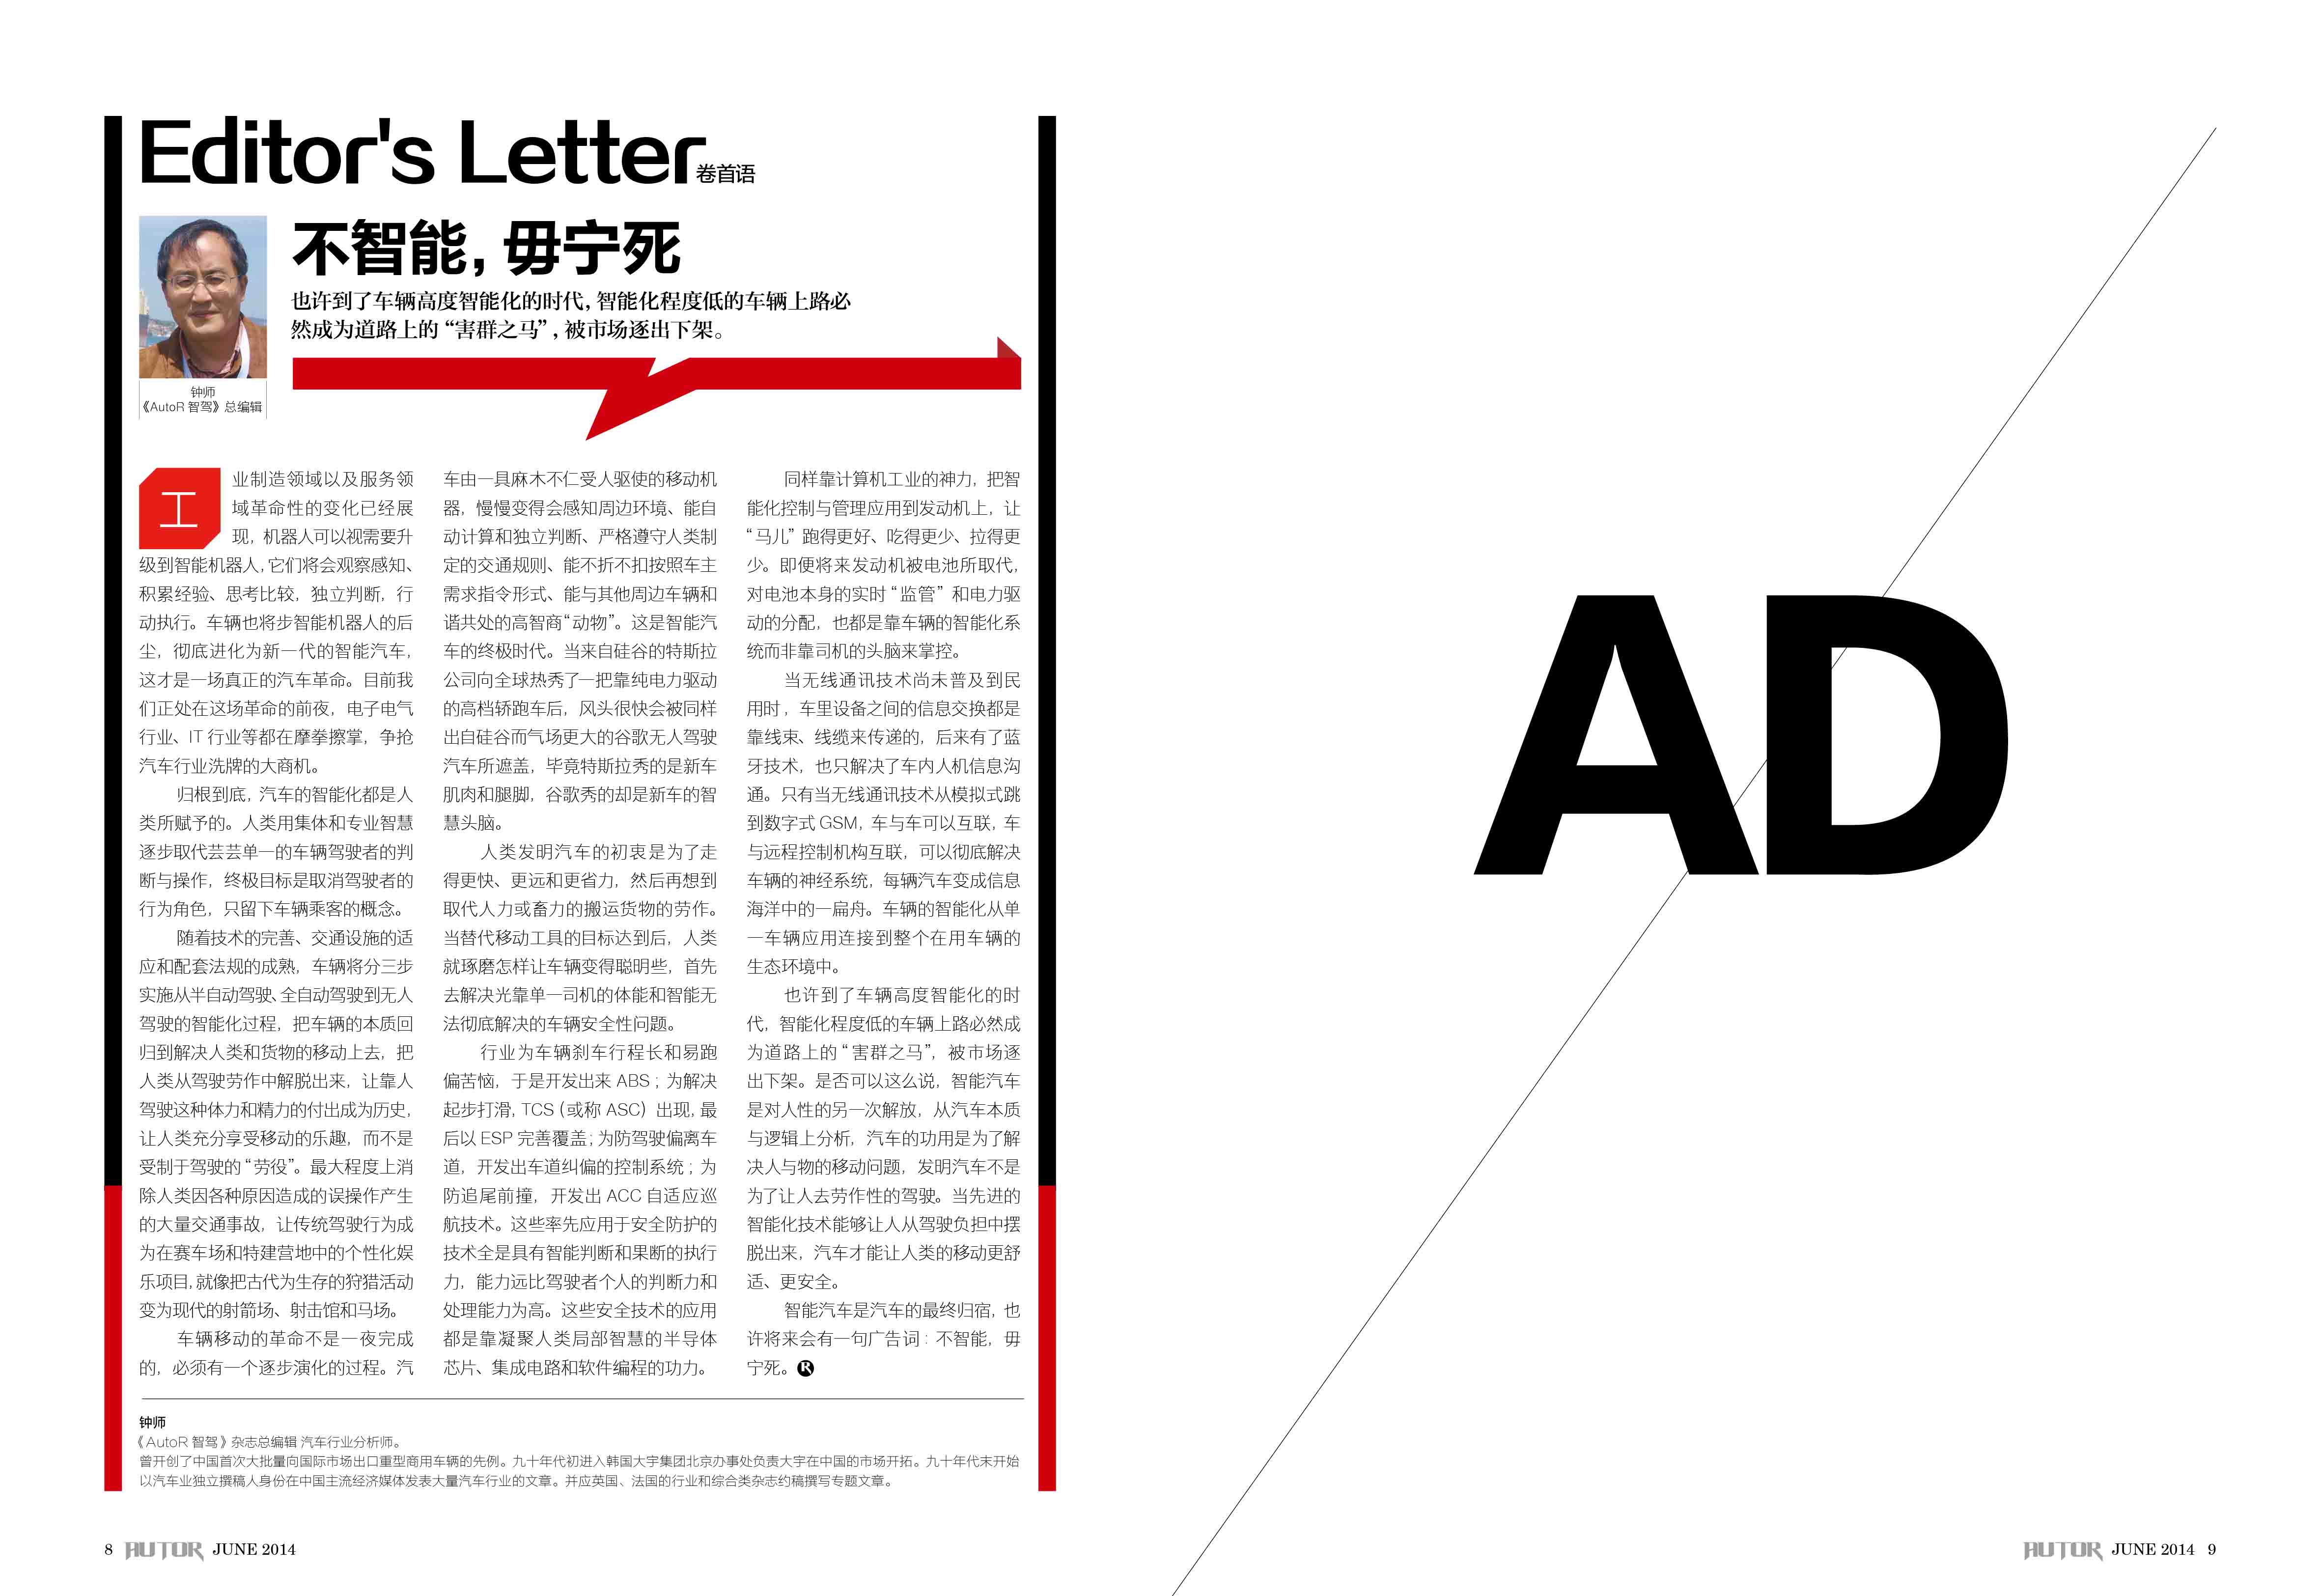 Editor's Letter 卷首语
不智能，毋宁死
也许到了车辆高度智能化的时代，智能化程度低的车辆上路必
然成为道路上的“害群之马”，被市场逐出下架。
钟师
《AutoR 智驾》总编辑
工
业制造领域以及服务领
域革命性的变化已经展
现，机器人可以视需要升
级到智能机器人，它们将会观察感知、
积累经验、思考比较，独立判断，行
动执行。车辆也将步智能机器人的后
尘，彻底进化为新一代的智能汽车，
这才是一场真正的汽车革命。目前我
们正处在这场革命的前夜，电子电气
行业、IT 行业等都在摩拳擦掌，争抢
汽车行业洗牌的大商机。
归根到底，汽车的智能化都是人
类所赋予的。人类用集体和专业智慧
逐步取代芸芸单一的车辆驾驶者的判
断与操作，终极目标是取消驾驶者的
行为角色，只留下车辆乘客的概念。
随着技术的完善、交通设施的适
应和配套法规的成熟，车辆将分三步
实施从半自动驾驶、全自动驾驶到无人
驾驶的智能化过程，把车辆的本质回
归到解决人类和货物的移动上去，把
人类从驾驶劳作中解脱出来，让靠人
驾驶这种体力和精力的付出成为历史，
让人类充分享受移动的乐趣，而不是
受制于驾驶的“劳役”。最大程度上消
除人类因各种原因造成的误操作产生
的大量交通事故，让传统驾驶行为成
为在赛车场和特建营地中的个性化娱
乐项目，就像把古代为生存的狩猎活动
变为现代的射箭场、射击馆和马场。
车辆移动的革命不是一夜完成
的，必须有一个逐步演化的过程。汽
车由一具麻木不仁受人驱使的移动机
器，慢慢变得会感知周边环境、能自
动计算和独立判断、严格遵守人类制
定的交通规则、能不折不扣按照车主
需求指令形式、能与其他周边车辆和
谐共处的高智商“动物”。这是智能汽
车的终极时代。当来自硅谷的特斯拉
公司向全球热秀了一把靠纯电力驱动
的高档轿跑车后，风头很快会被同样
出自硅谷而气场更大的谷歌无人驾驶
汽车所遮盖，毕竟特斯拉秀的是新车
肌肉和腿脚，谷歌秀的却是新车的智
慧头脑。
人类发明汽车的初衷是为了走
得更快、更远和更省力，然后再想到
取代人力或畜力的搬运货物的劳作。
当替代移动工具的目标达到后，人类
就琢磨怎样让车辆变得聪明些，首先
去解决光靠单一司机的体能和智能无
法彻底解决的车辆安全性问题。
行业为车辆刹车行程长和易跑
偏苦恼，于是开发出来 ABS；为解决
起步打滑，TCS（或称 ASC）出现，最
后以 ESP 完善覆盖；为防驾驶偏离车
道，开发出车道纠偏的控制系统；为
防追尾前撞，开发出 ACC 自适应巡
航技术。这些率先应用于安全防护的
技术全是具有智能判断和果断的执行
力，能力远比驾驶者个人的判断力和
处理能力为高。这些安全技术的应用
都是靠凝聚人类局部智慧的半导体
芯片、集成电路和软件编程的功力。
同样靠计算机工业的神力，把智
能化控制与管理应用到发动机上，让
“马儿”跑得更好、吃得更少、拉得更
少。即便将来发动机被电池所取代，
对电池本身的实时“监管”和电力驱
动的分配，也都是靠车辆的智能化系
统而非靠司机的头脑来掌控。
当无线通讯技术尚未普及到民
用时，车里设备之间的信息交换都是
靠线束、线缆来传递的，后来有了蓝
牙技术，也只解决了车内人机信息沟
通。只有当无线通讯技术从模拟式跳
到数字式 GSM，车与车可以互联，车
与远程控制机构互联，可以彻底解决
车辆的神经系统，每辆汽车变成信息
海洋中的一扁舟。车辆的智能化从单
一车辆应用连接到整个在用车辆的
生态环境中。
也许到了车辆高度智能化的时
代，智能化程度低的车辆上路必然成
为道路上的“害群之马”，被市场逐
出下架。是否可以这么说，智能汽车
是对人性的另一次解放，从汽车本质
与逻辑上分析，汽车的功用是为了解
决人与物的移动问题，发明汽车不是
为了让人去劳作性的驾驶。当先进的
智能化技术能够让人从驾驶负担中摆
脱出来，汽车才能让人类的移动更舒
适、更安全。
智能汽车是汽车的最终归宿，也
许将来会有一句广告词：不智能，毋
宁死。R
钟师
《AutoR 智驾》杂志总编辑 汽车行业分析师。
曾开创了中国首次大批量向国际市场出口重型商用车辆的先例。九十年代初进入韩国大宇集团北京办事处负责大宇在中国的市场开拓。九十年代末开始
以汽车业独立撰稿人身份在中国主流经济媒体发表大量汽车行业的文章。并应英国、法国的行业和综合类杂志约稿撰写专题文章。
8 AUTOR JUNE 2014
AD
AUTOR JUNE 2014 9